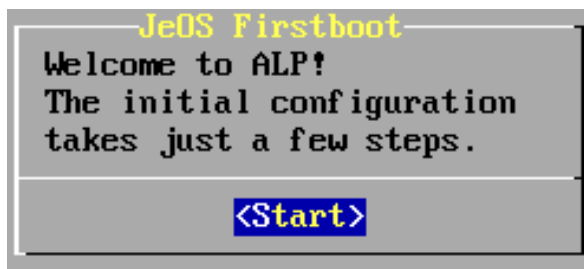 JeOS Firstboot
Welcome to ALP!
The initial configuration
takes just a few steps.
<Start>